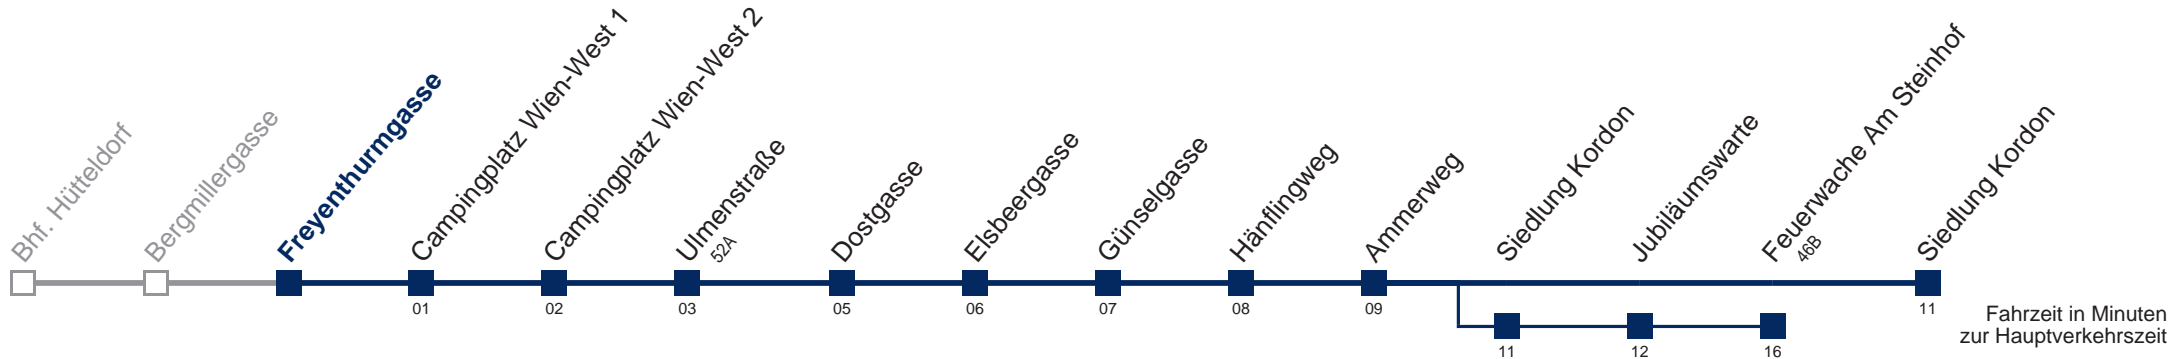 Bhf. Hütteldorf
Bergmillergasse
Freyenthurmgasse
Campingplatz Wien-West 1
Campingplatz Wien-West 2
Ulmenstraße
52A
Dostgasse
Elsbeergasse
Günselgasse
Hänflingweg
Ammerweg
Siedlung Kordon
Jubiläumswarte
Feuerwache Am Steinhof
46B
Siedlung Kordon
01
02
03
05
06
07
08
09
11
Fahrzeit in Minuten
zur Hauptverkehrszeit
11
12
16